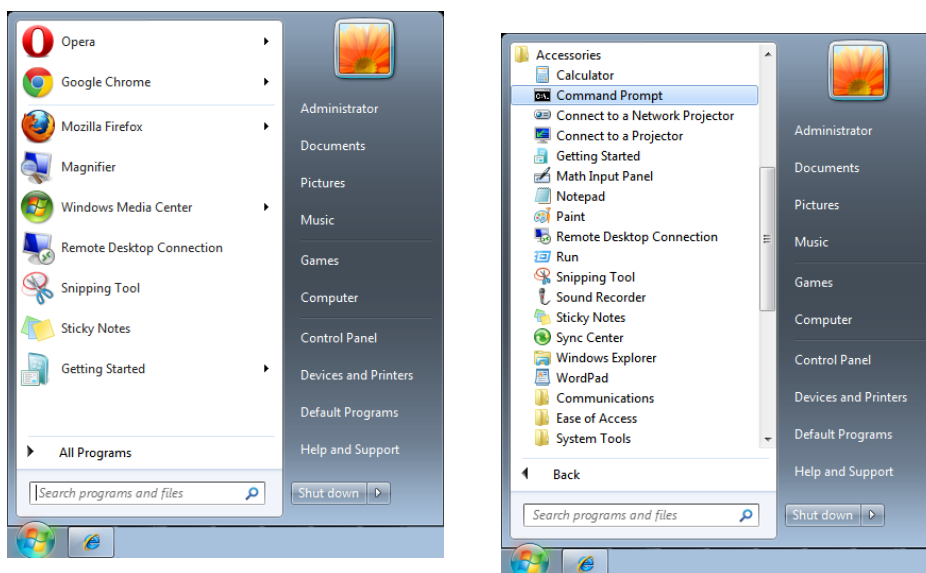 Opera
Google Chrome
Mozilla Firefox
Magnifier
Windows Media Center
Remote Desktop Connection
Snipping Tool
Sticky Notes
Getting Started
All Programs
Search programs and files
Administrator
Documents
Pictures
Music
Games
Computer
Control Panel
Devices and Printers
Default Programs
Help and Support
Shut down
Accessories
Calculator
C:\.
Command Prompt
Connect to a Network Projector
Connect to a Projector
Getting Started
Math Input Panel
Notepad
Paint
Remote Desktop Connection
Run
Snipping Tool
Sound Recorder
Sticky Notes
Sync Center
Windows Explorer
WordPad
Communications
Ease of Access
System Tools
Back
Search programs and files
Administrator
Documents
Pictures
Music
Games
Computer
Control Panel
Devices and Printers
Default Programs
Help and Support
Shut down